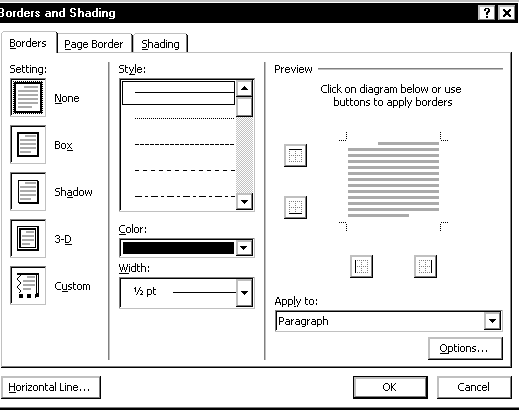 Borders and Shading
Borders Page Border Shading
Setting:
None
Box
Shadow
3-D
Custom
Style:
Color:
Width:
½ pt
Preview
Click on diagram below or use
buttons to apply borders
Apply to:
Paragraph
Options...
Horizontal Line...
OK
Cancel